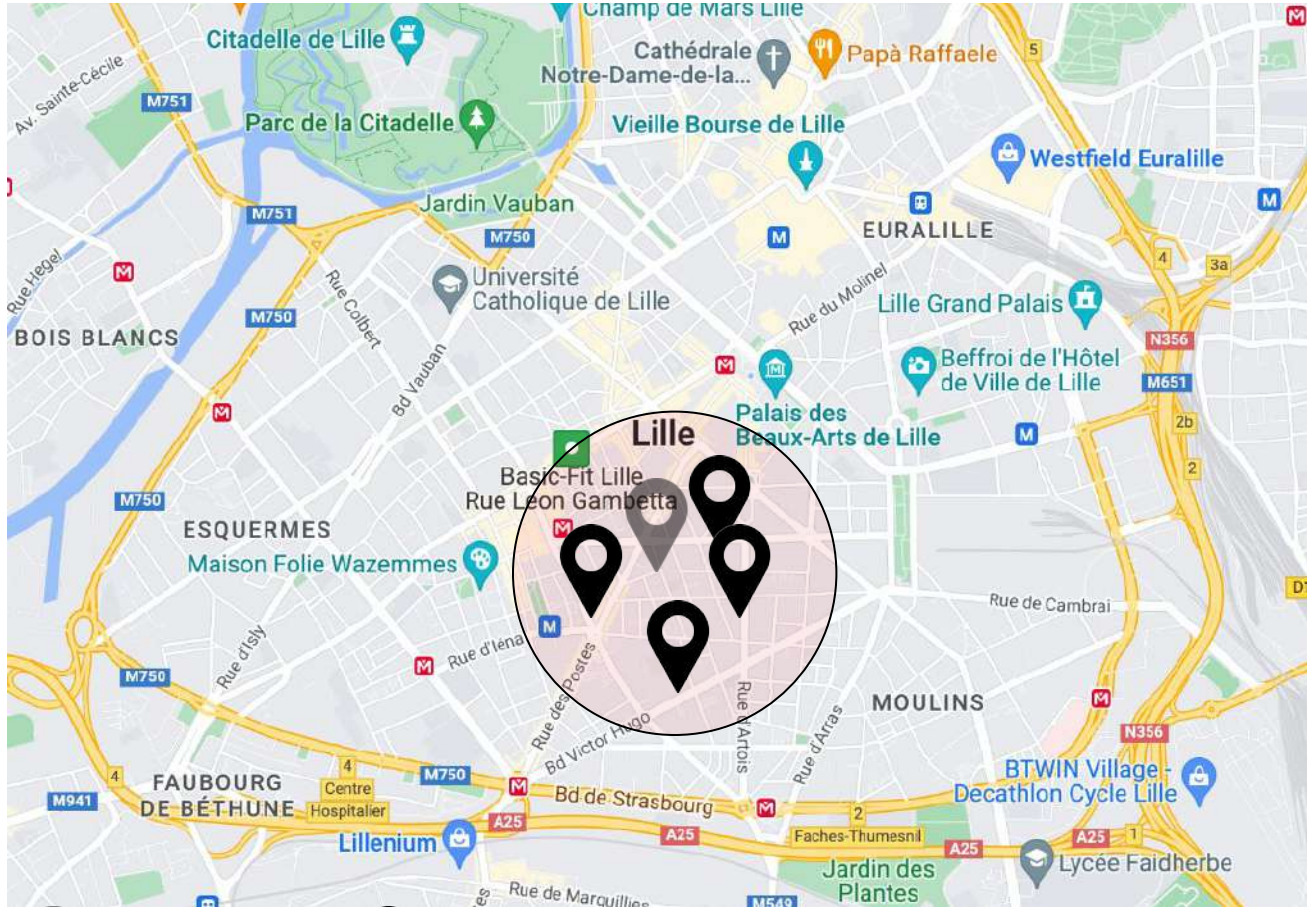 Champ de Mars Lille
Citadelle de Lille
Cathédrale
Notre-Dame-de-la...
Papà Raffaele
5
2
Av. Sainte-Cécile
M751
Parc de la Citadelle
Vieille Bourse de Lille
Westfield Euralille
Jardin Vauban
M751
M750
M
M
EURALILLE
Rue Hegel
Université
Catholique de Lille
4
3a
Rue Colbert
M750
Rue du Molinel
Lille Grand Palais
BOIS BLANCS
Bd Vauban
N356
Beffroi de l'Hôtel
de Ville de Lille
M651
Palais des
Beaux-Arts de Lille
Lille
2b
M
Basic-Fit Lille
Rue Léon Gambetta
2
M750
ESQUERMES
Maison Folie Wazemmes
Rue de Cambrai
M
Rue d'Iéna
Rue d'Isly
M750
Rue des Postes
Rue d'Artois
MOULINS
Rue d'Arras
Bd Victor Hugo
N356
4
4
FAUBOURG
DE BÉTHUNE
Centre
Hospitalier
M750
BTWIN Village -
Decathlon Cycle Lille
M941
Bd de Strasbourg
2
Lillenium
A25
A25
Faches-Thumesnil
A25
A25
1
Jardin des
Plantes
Lycée Faidherbe
Rue de Marquillies
M549